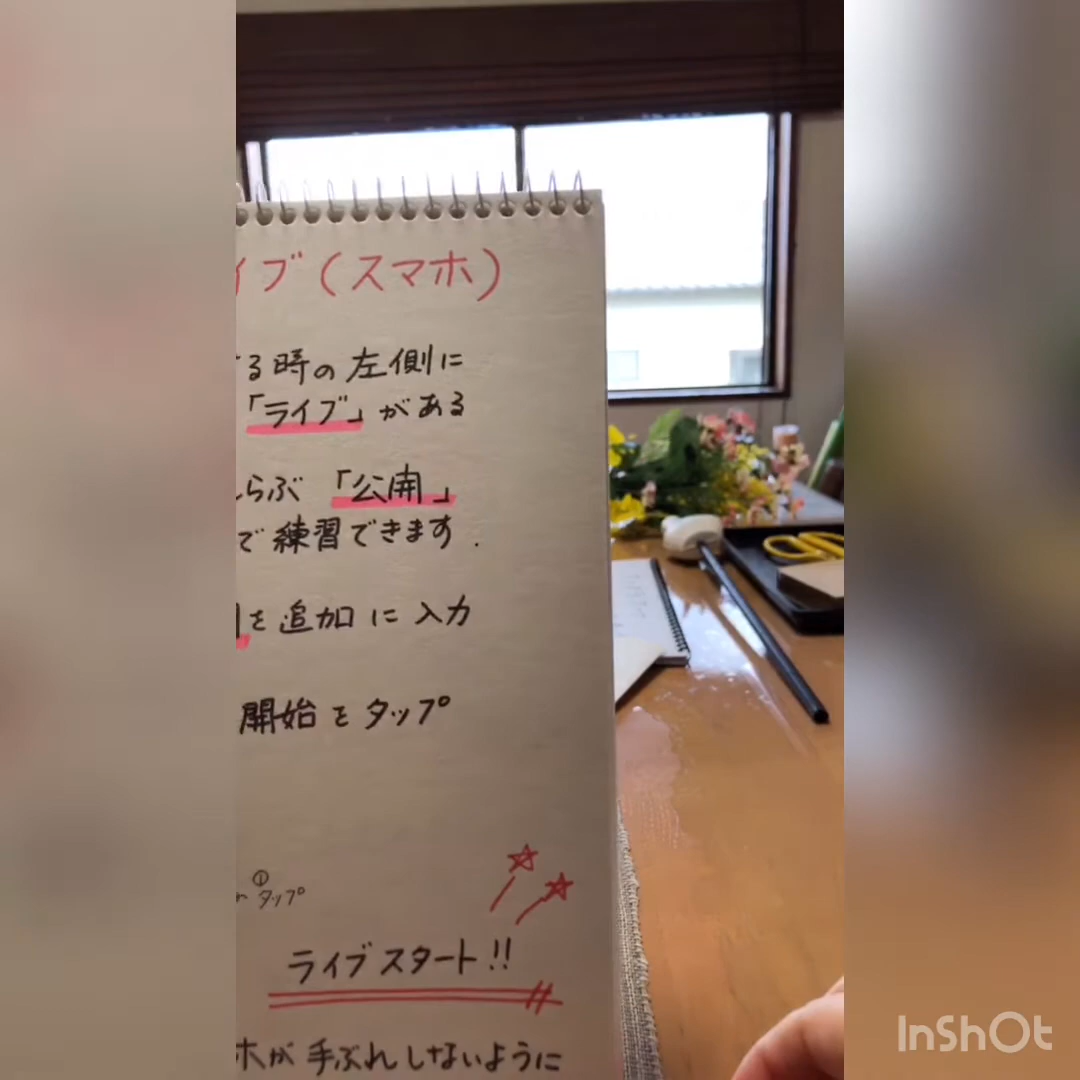 イブ(スマホ)
る時の左側に
「ライブ」がある
らぶ「公開」
で練習できます.
を追加に入力
開始をタップ
①
タップ
ライブスタート!!
ホが手ぶれしないように
InShOt